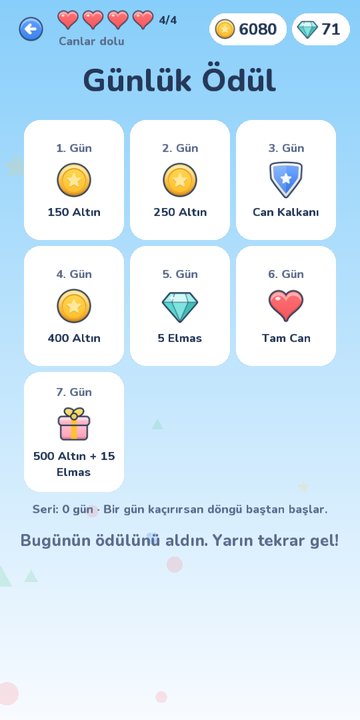 4/4
6080
71
Canlar dolu
Günlük Ödül
1. Gün
2. Gün
3. Gün
150 Altın
250 Altın
Can Kalkanı
4. Gün
5. Gün
6. Gün
400 Altın
5 Elmas
Tam Can
7. Gün
500 Altın + 15
Elmas
Seri: 0 gün · Bir gün kaçırırsan döngü baştan başlar.
Bugünün ödülünü aldın. Yarın tekrar gel!